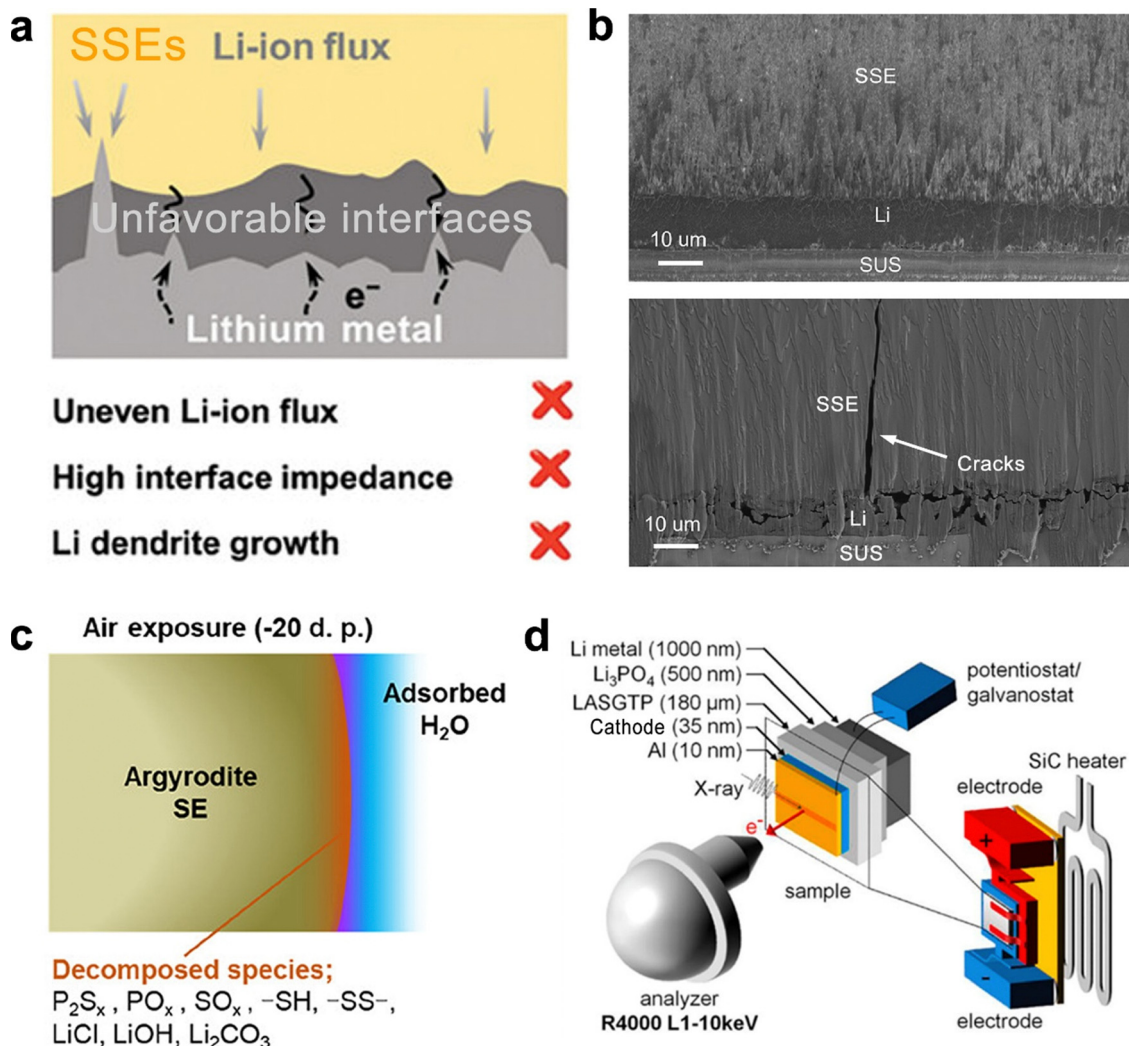 a
SSEs Li-ion flux
Unfavorable interfaces
e⁻
Lithium metal
Uneven Li-ion flux
High interface impedance
Li dendrite growth
b
SSE
Li
10 um
SUS
SSE
Cracks
Li
10 um
SUS
c
Air exposure (-20 d. p.)
Adsorbed
H₂O
Argyrodite
SE
Decomposed species;
P₂Sₓ, POₓ, SOₓ, −SH, −SS−,
LiCl, LiOH, Li₂CO₃
d
Li metal (1000 nm)
Li₃PO₄ (500 nm)
LASGTP (180 µm)
Cathode (35 nm)
Al (10 nm)
X-ray
e⁻
potentiostat/
galvanostat
SiC heater
electrode
+
sample
-
analyzer
R4000 L1-10keV
electrode